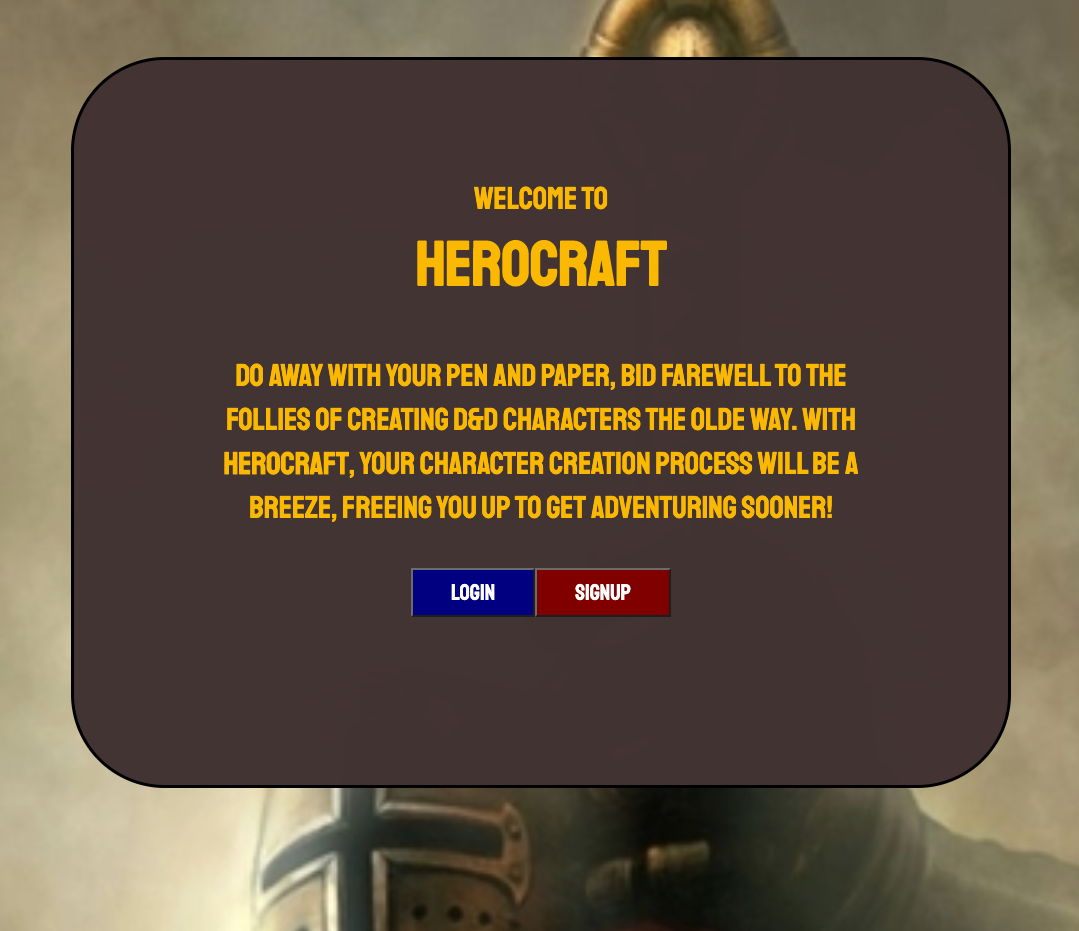 WELCOME TO
HEROCRAFT
DO AWAY WITH YOUR PEN AND PAPER, BID FAREWELL TO THE
FOLLIES OF CREATING D&D CHARACTERS THE OLDE WAY. WITH
HEROCRAFT, YOUR CHARACTER CREATION PROCESS WILL BE A
BREEZE, FREEING YOU UP TO GET ADVENTURING SOONER!
LOGIN SIGNUP